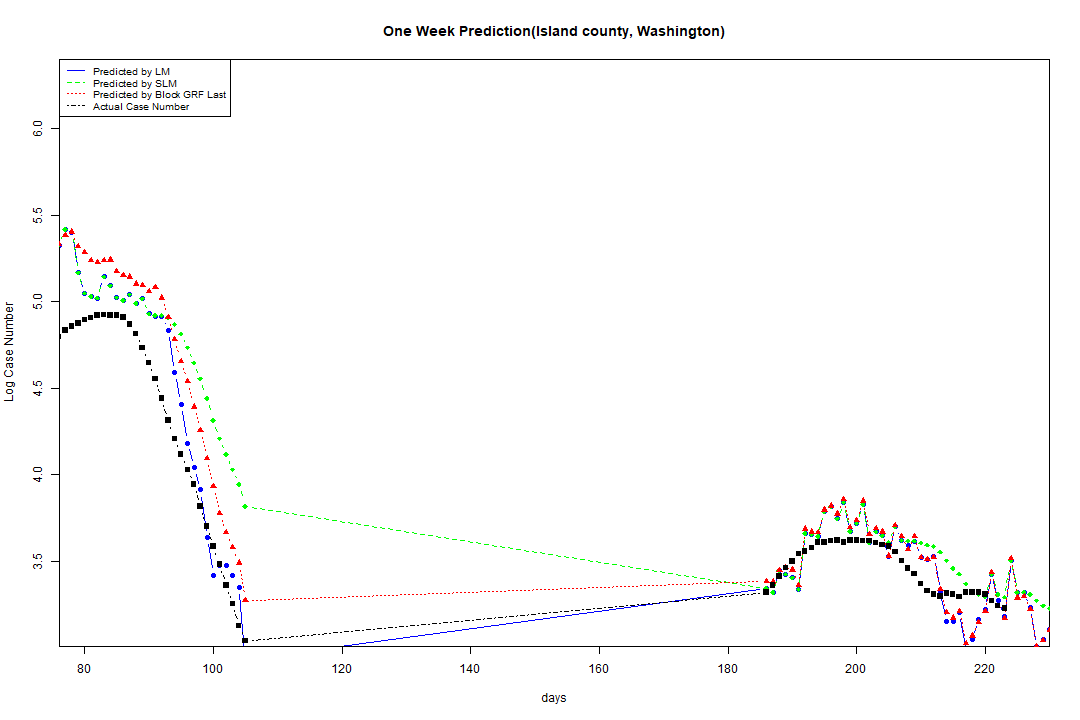 One Week Prediction(Island county, Washington)
Predicted by LM
Predicted by SLM
Predicted by Block GRF Last
Actual Case Number
6.0
5.5
5.0
4.5
4.0
3.5
Log Case Number
80 100 120 140 160 180 200 220
days